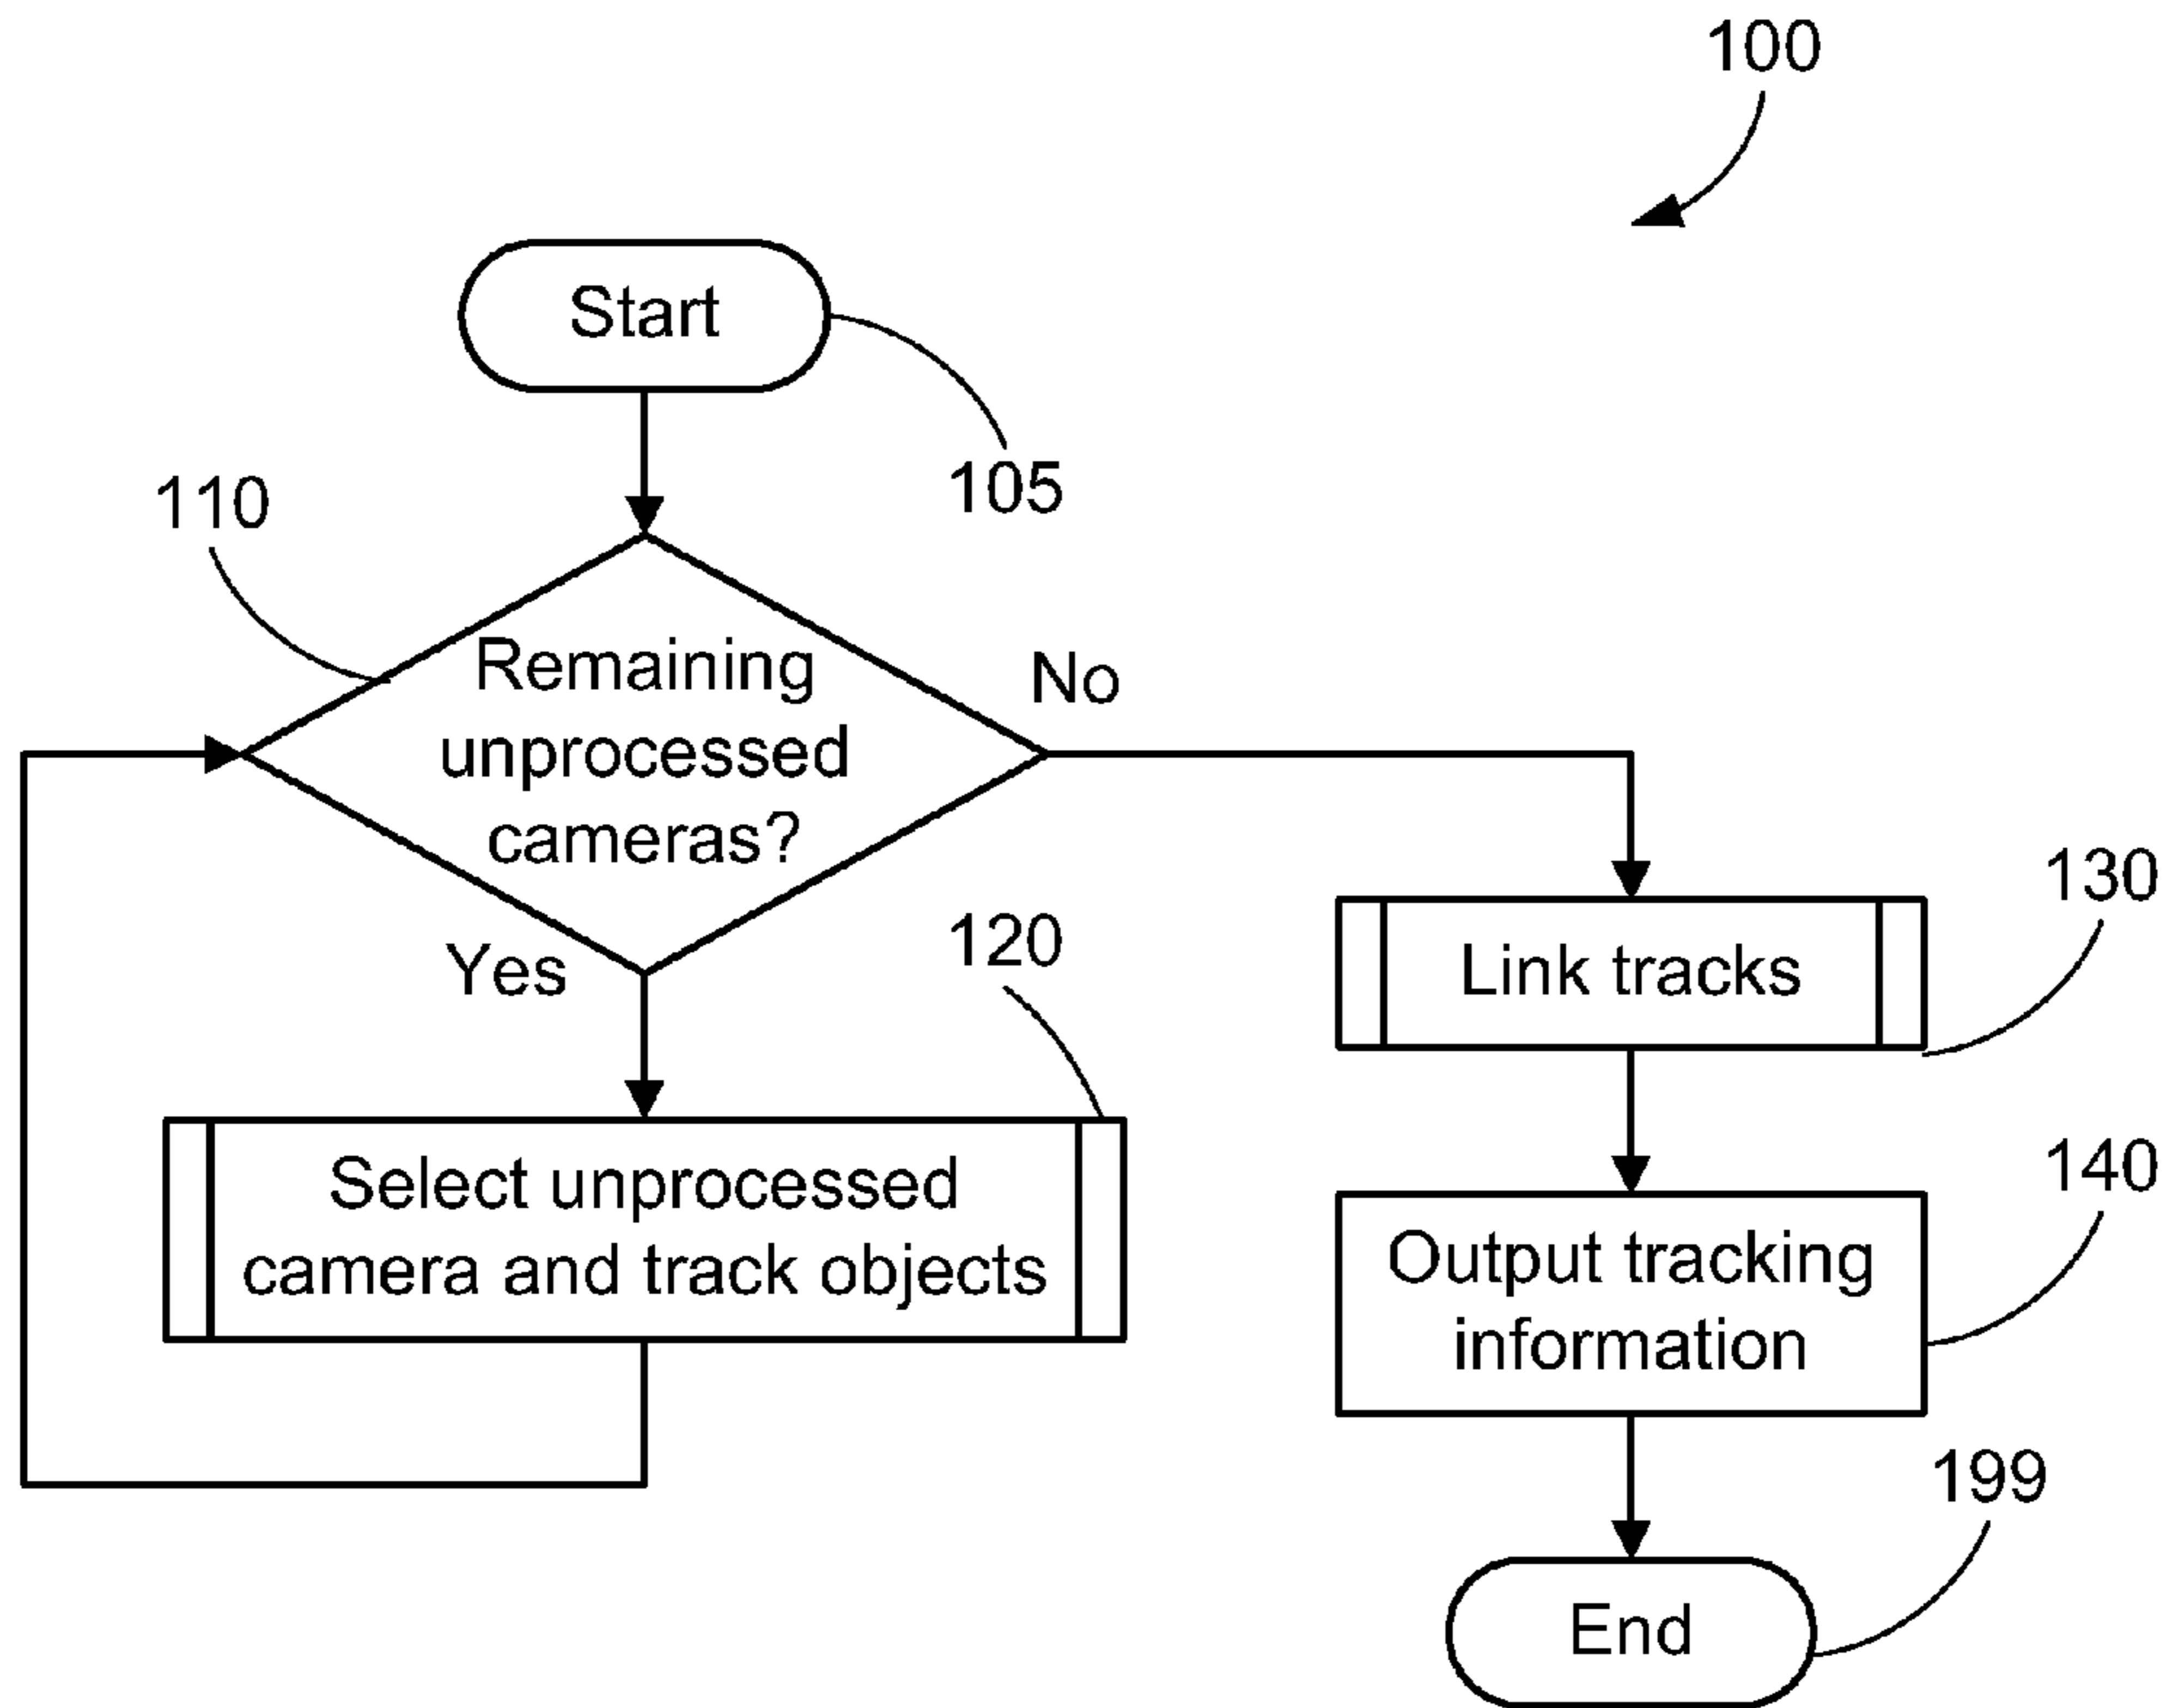 100
Start
105
110
Remaining
unprocessed
cameras?
No
Yes
120
Select unprocessed
camera and track objects
130
Link tracks
140
Output tracking
information
199
End